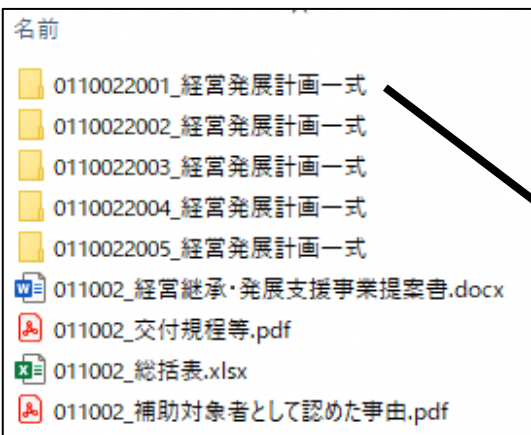 名前
0110022001_経営発展計画一式
0110022002_経営発展計画一式
0110022003_経営発展計画一式
0110022004_経営発展計画一式
0110022005_経営発展計画一式
011002_経営継承・発展支援事業提案書.docx
011002_交付規程等.pdf
011002_総括表.xlsx
011002_補助対象者として認めた事由.pdf